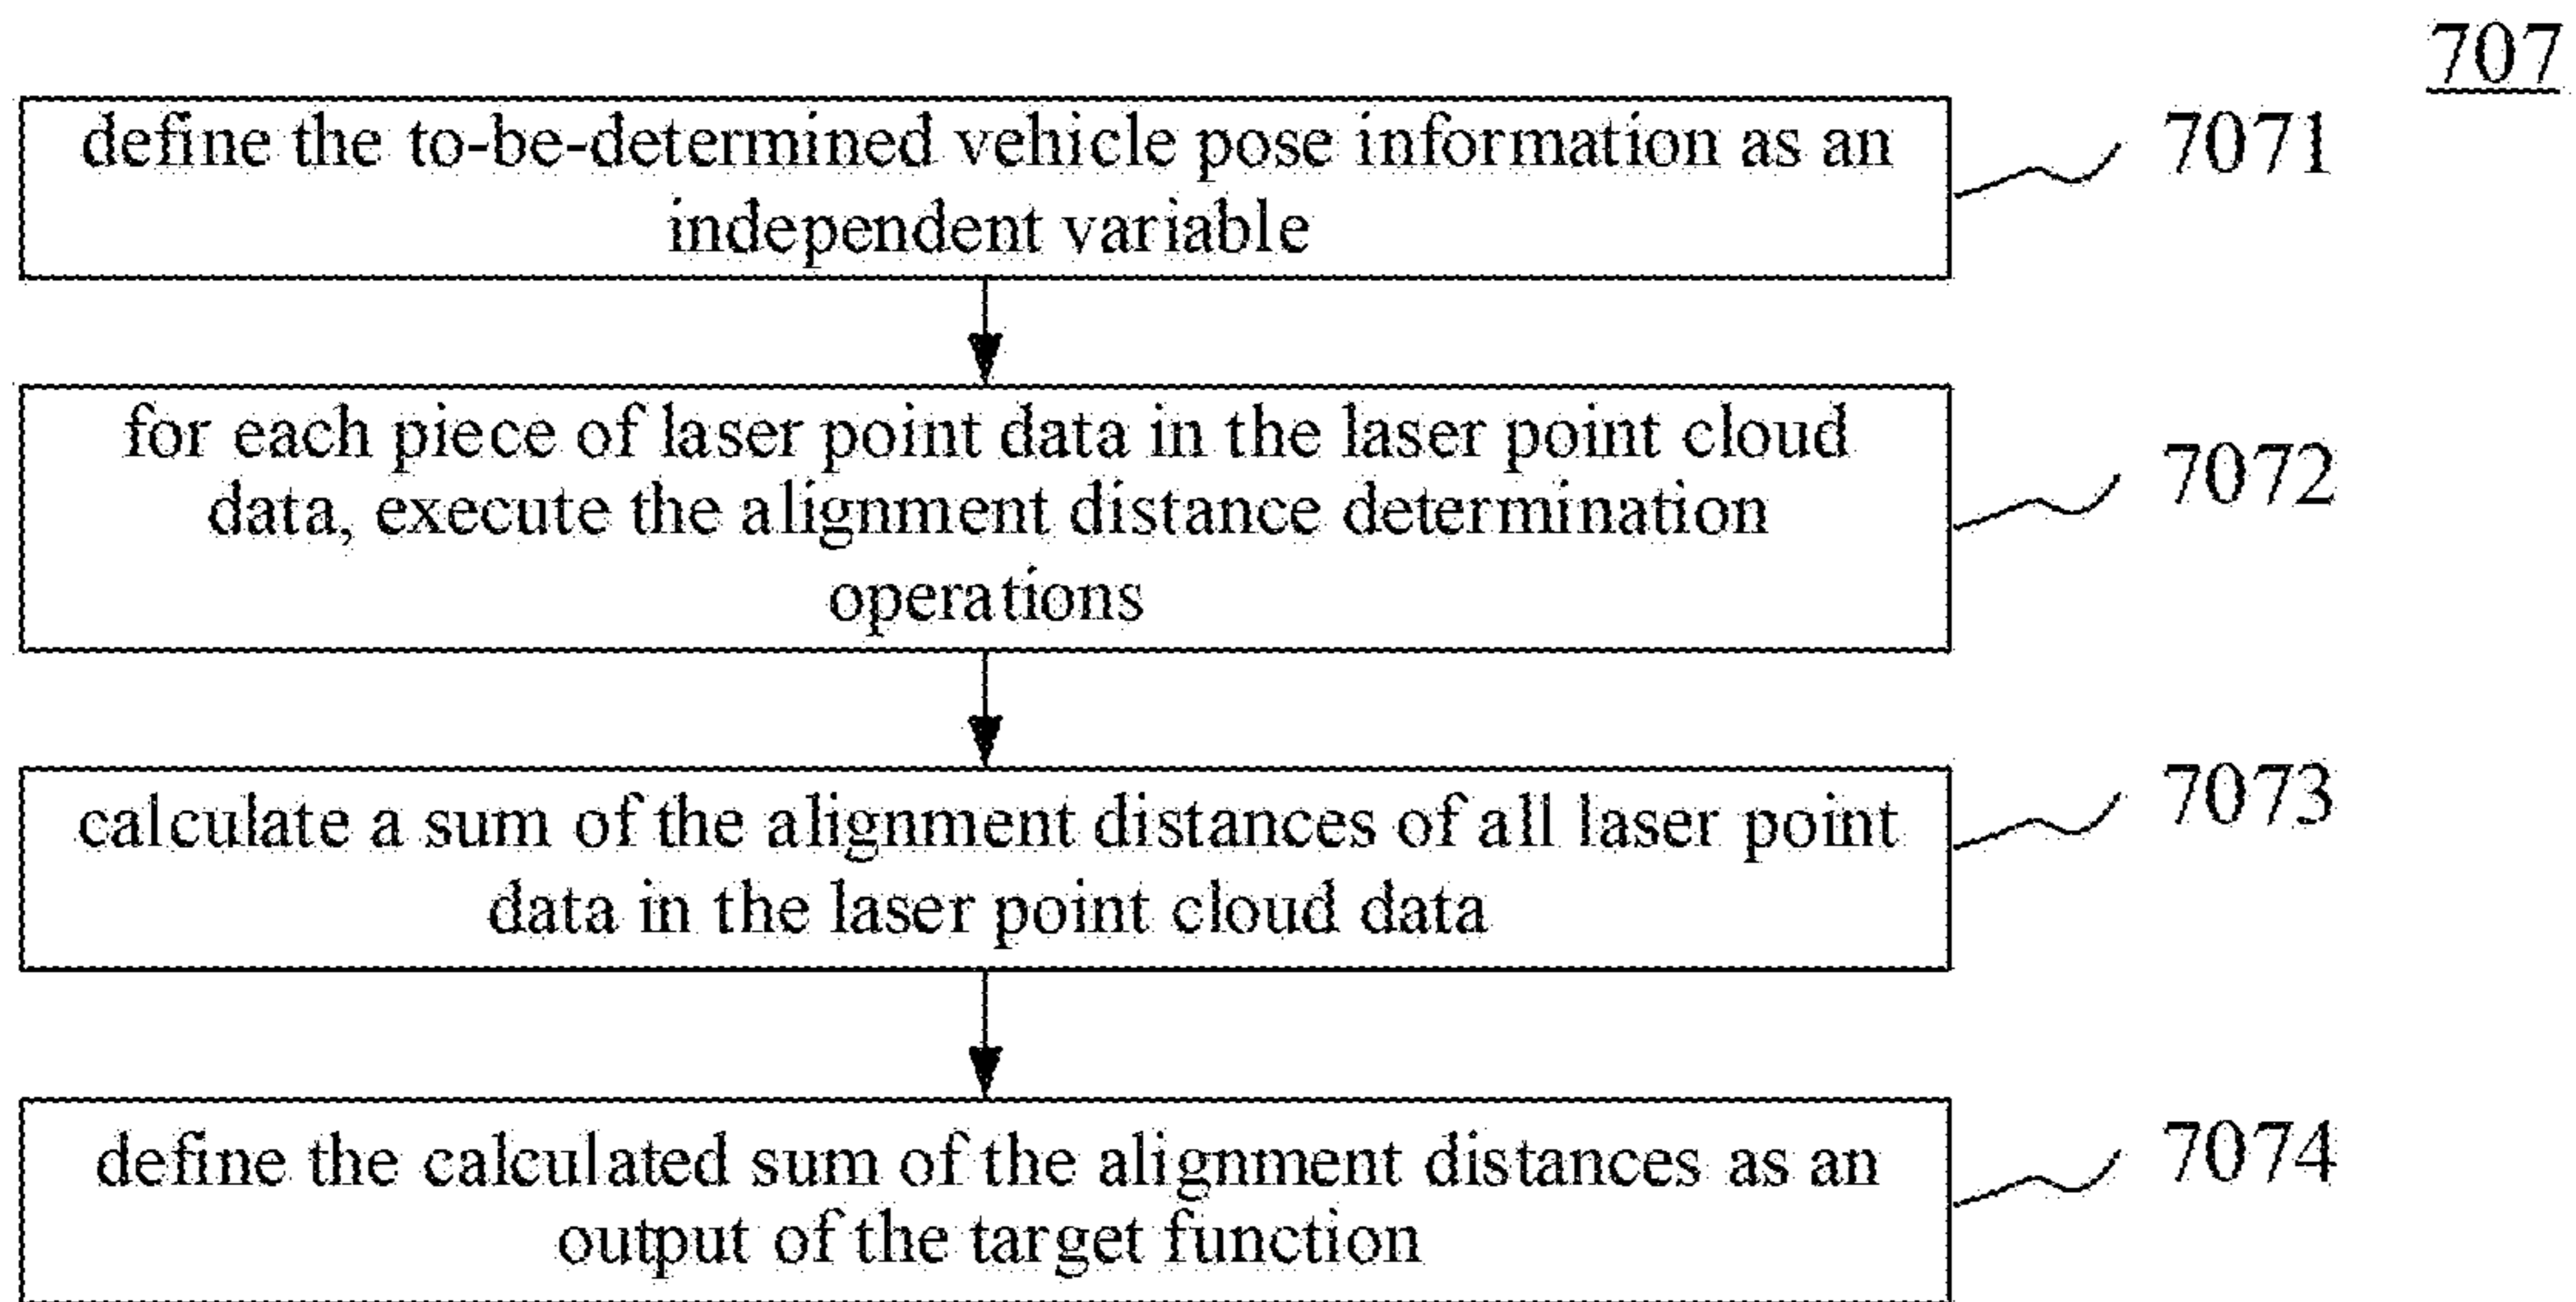 707
define the to-be-determined vehicle pose information as an
independent variable
7071
for each piece of laser point data in the laser point cloud
data, execute the alignment distance determination
operations
7072
calculate a sum of the alignment distances of all laser point
data in the laser point cloud data
7073
define the calculated sum of the alignment distances as an
output of the target function
7074